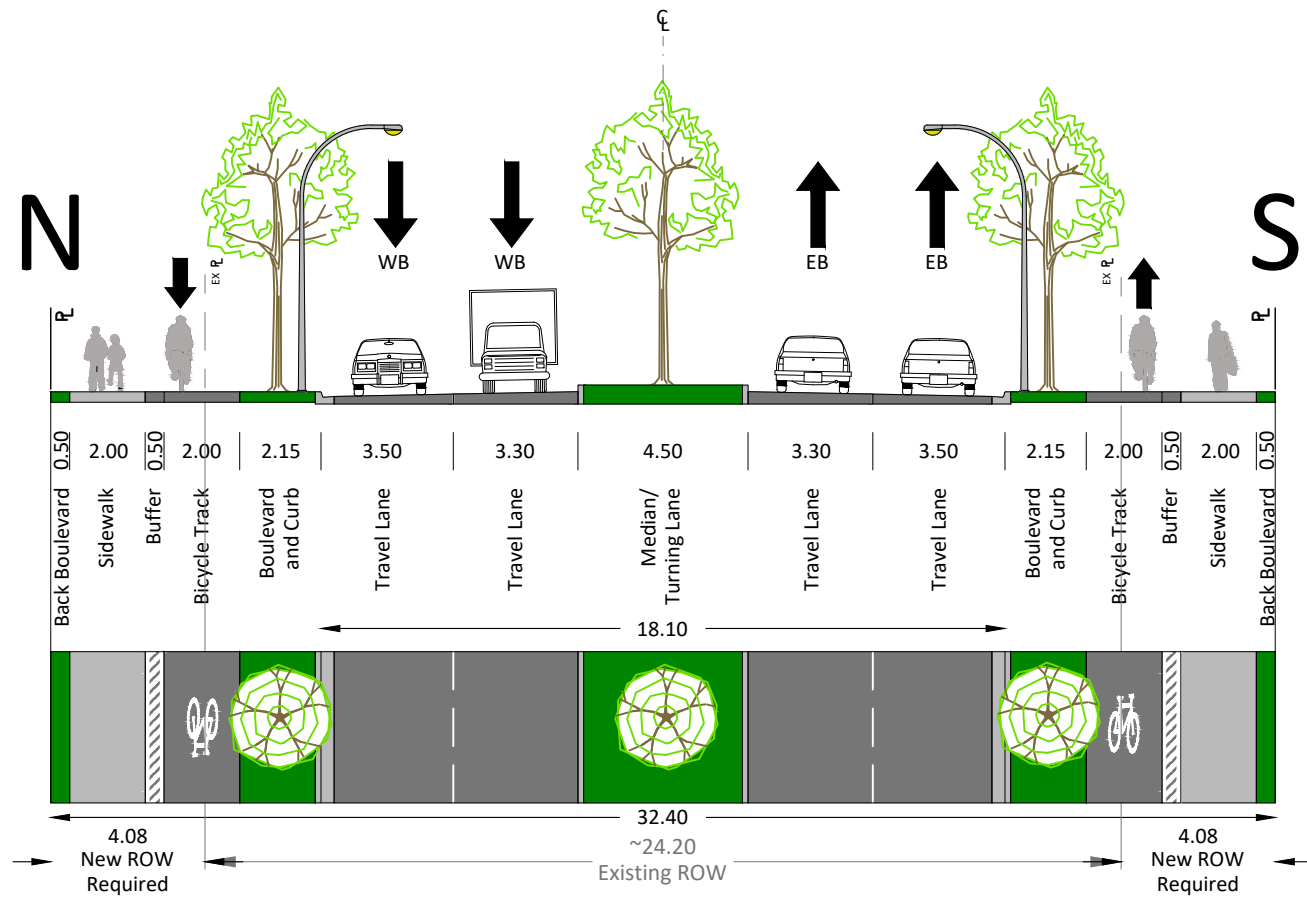 ℄
N
S
WB
WB
EB
EB
EX ℙL
EX ℙL
ℙL
ℙL
0.50
2.00
0.50
2.00
2.15
3.50
3.30
4.50
3.30
3.50
2.15
2.00
0.50
2.00
0.50
Back Boulevard
Sidewalk
Buffer
Bicycle Track
Boulevard
and Curb
Travel Lane
Travel Lane
Median/
Turning Lane
Travel Lane
Travel Lane
Boulevard
and Curb
Bicycle Track
Buffer
Sidewalk
Back Boulevard
18.10
32.40
4.08
New ROW
Required
~24.20
Existing ROW
4.08
New ROW
Required